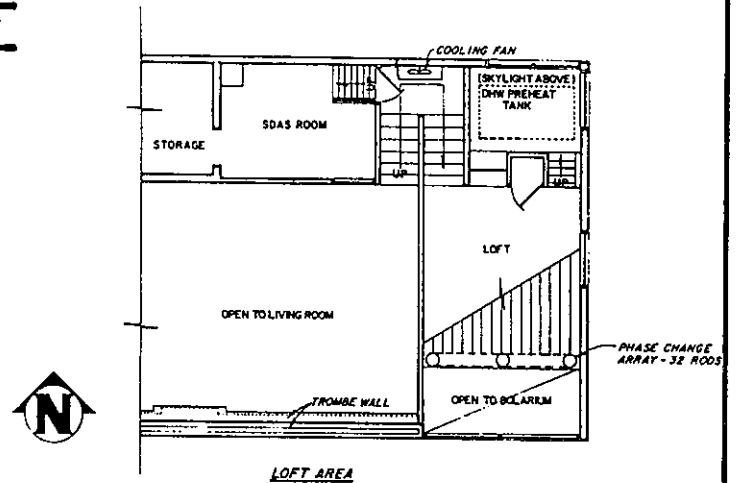 COOLING FAN
(SKYLIGHT ABOVE)
DHW PREHEAT
TANK
UP
SDAS ROOM
STORAGE
UP
UP
LOFT
OPEN TO LIVING ROOM
PHASE CHANGE
ARRAY - 32 RODS
N
TROMBE WALL
OPEN TO SOLARIUM
LOFT AREA